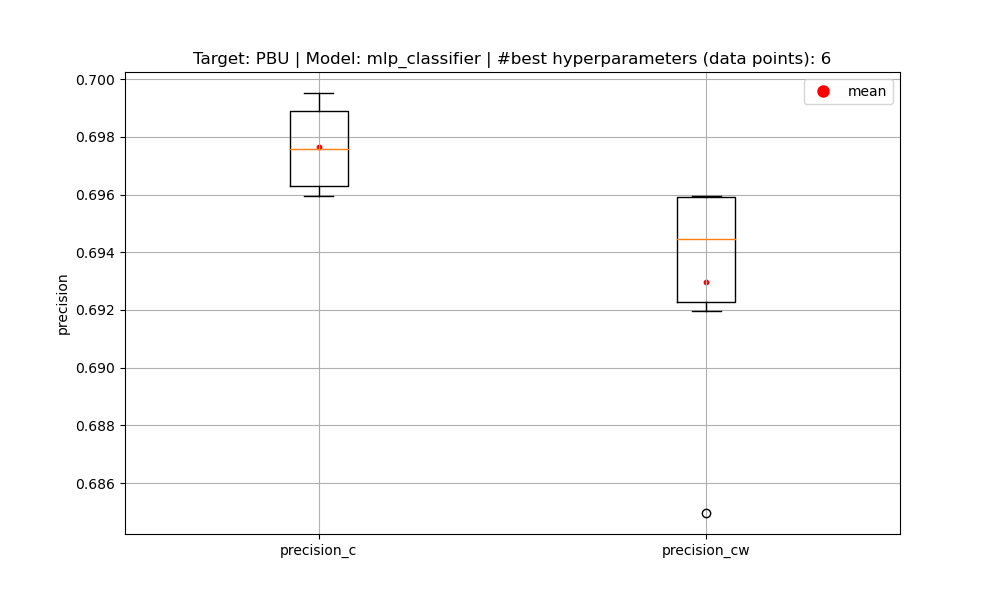 Target: PBU | Model: mlp_classifier | #best hyperparameters (data points): 6
mean
precision
0.700
0.698
0.696
0.694
0.692
0.690
0.688
0.686
precision_c
precision_cw